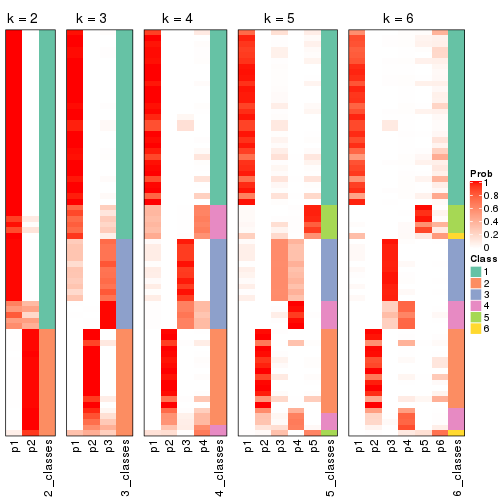 k = 2
k = 3
k = 4
k = 5
k = 6
p1
p2
2_classes
p1
p2
p3
3_classes
p1
p2
p3
p4
4_classes
p1
p2
p3
p4
p5
5_classes
p1
p2
p3
p4
p5
p6
6_classes
Prob
1
0.8
0.6
0.4
0.2
0
Class
1
2
3
4
5
6